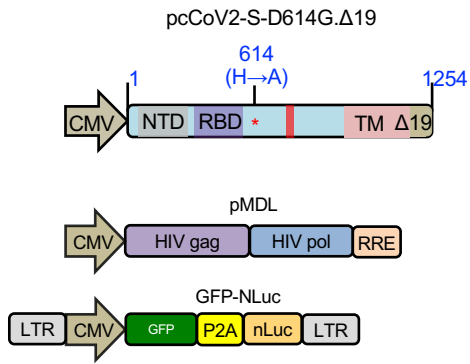 pcCoV2-S-D614G.Δ19
614
1 (H→A) 1254
CMV NTD RBD * TM Δ19
pMDL
CMV HIV gag HIV pol RRE
GFP-NLuc
LTR CMV GFP P2A nLuc LTR